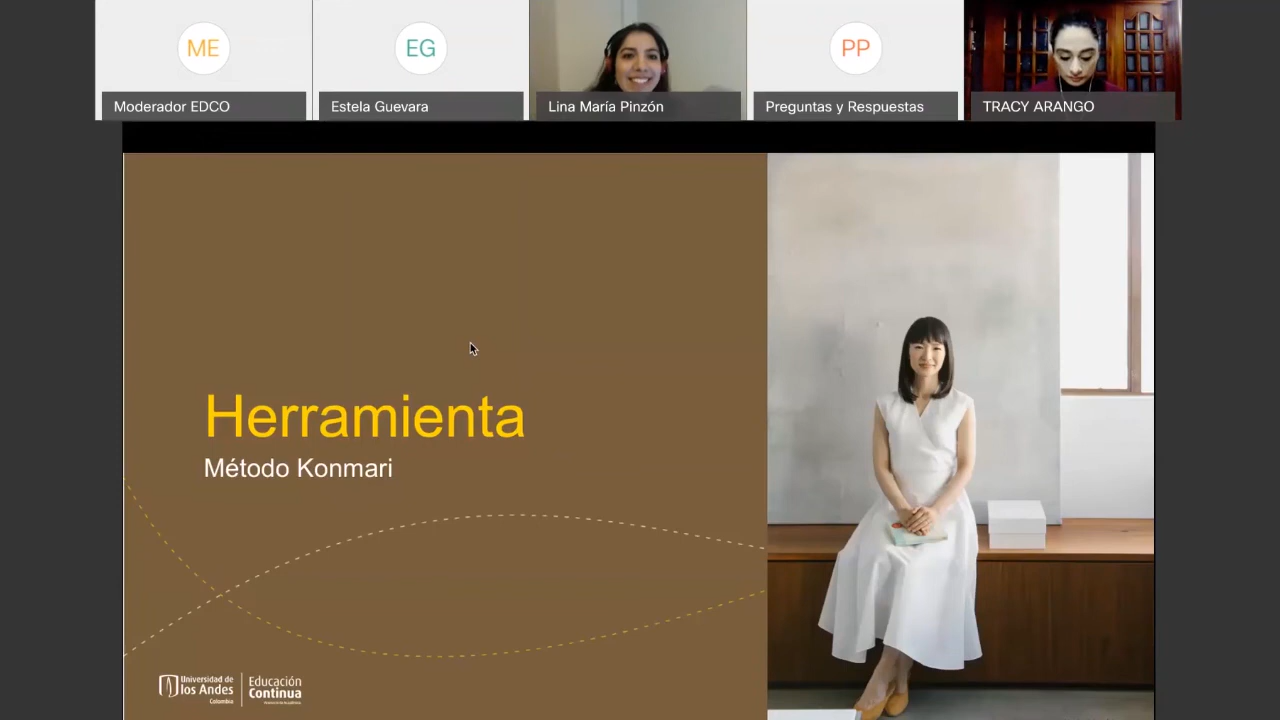 ME
EG
PP
Moderador EDCO
Estela Guevara
Lina María Pinzón
Preguntas y Respuestas
TRACY ARANGO
Herramienta
Método Konmari
Universidad de
los Andes
Colombia
Educación
Continua